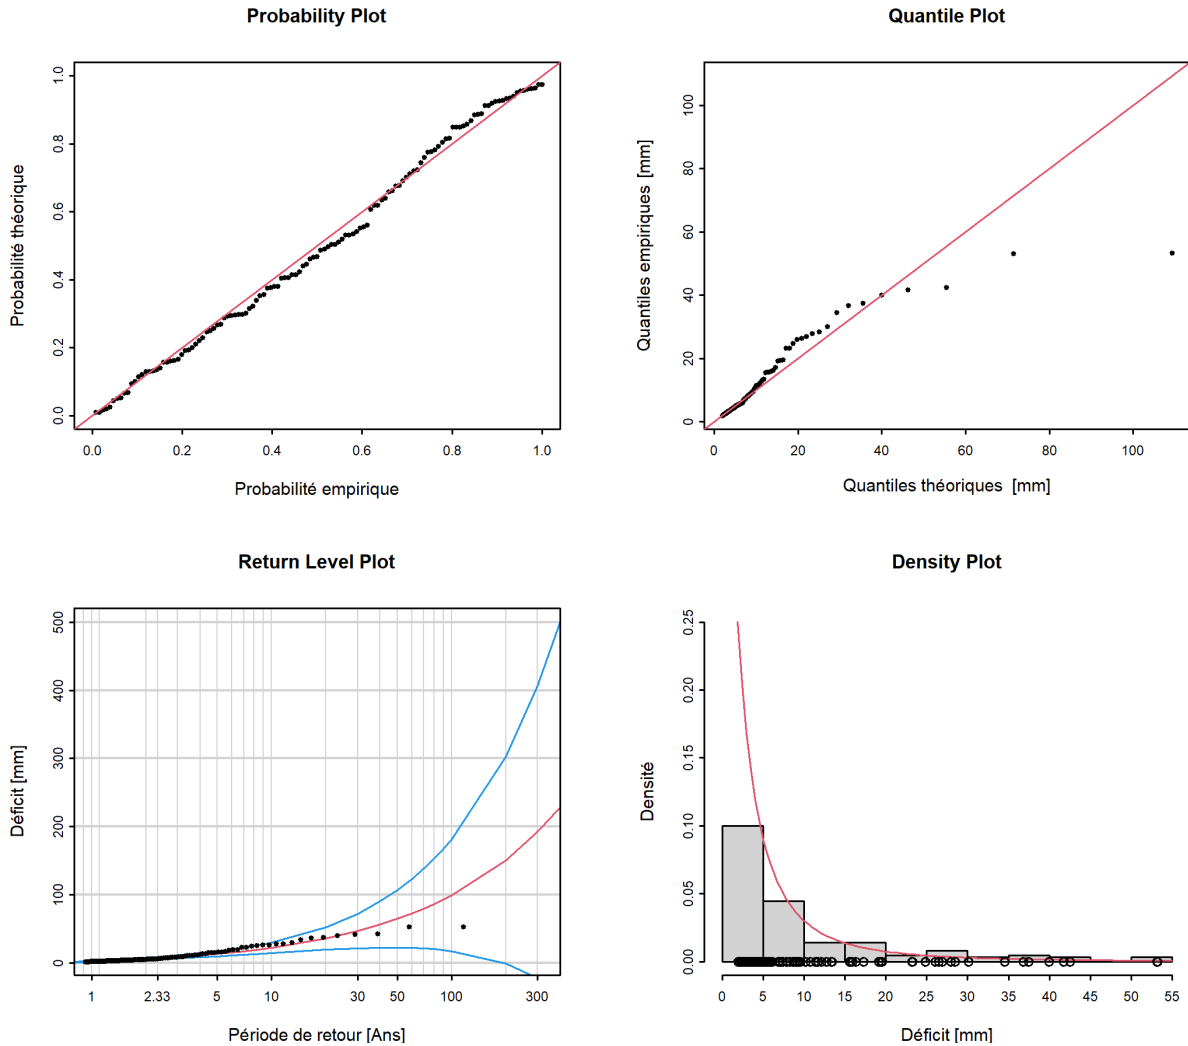 Probability Plot
Probabilité théorique
1.0
0.8
0.6
0.4
0.2
0.0
0.0 0.2 0.4 0.6 0.8 1.0
Probabilité empirique
Quantile Plot
Quantiles empiriques [mm]
100
80
60
40
20
0
0 20 40 60 80 100
Quantiles théoriques [mm]
Return Level Plot
Déficit [mm]
500
400
300
200
100
0
1 2.33 5 10 30 50 100 300
Période de retour [Ans]
Density Plot
Densité
0.25
0.20
0.15
0.10
0.05
0.00
0 5 10 15 20 25 30 35 40 45 50 55
Déficit [mm]